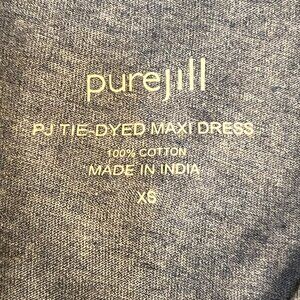 purejill
PJ TIE-DYED MAXI DRESS
100% COTTON
MADE IN INDIA
XS